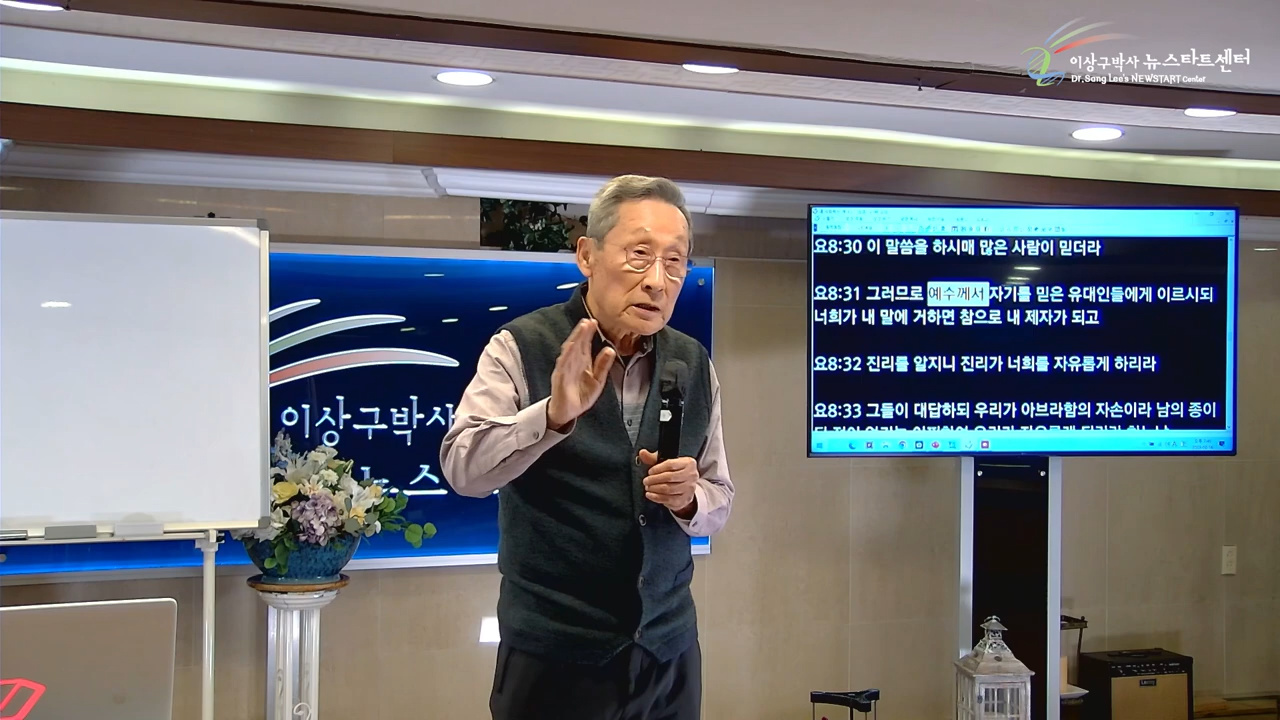 이상구박사 뉴스타트센터
Dr. Sang Lee's NEWSTART Center
요8:30 이 말씀을 하시매 많은 사람이 믿더라
요8:31 그러므로 예수께서 자기를 믿은 유대인들에게 이르시되
너희가 내 말에 거하면 참으로 내 제자가 되고
요8:32 진리를 알지니 진리가 너희를 자유롭게 하리라
요8:33 그들이 대답하되 우리가 아브라함의 자손이라 남의 종이
이상구박사
뉴스